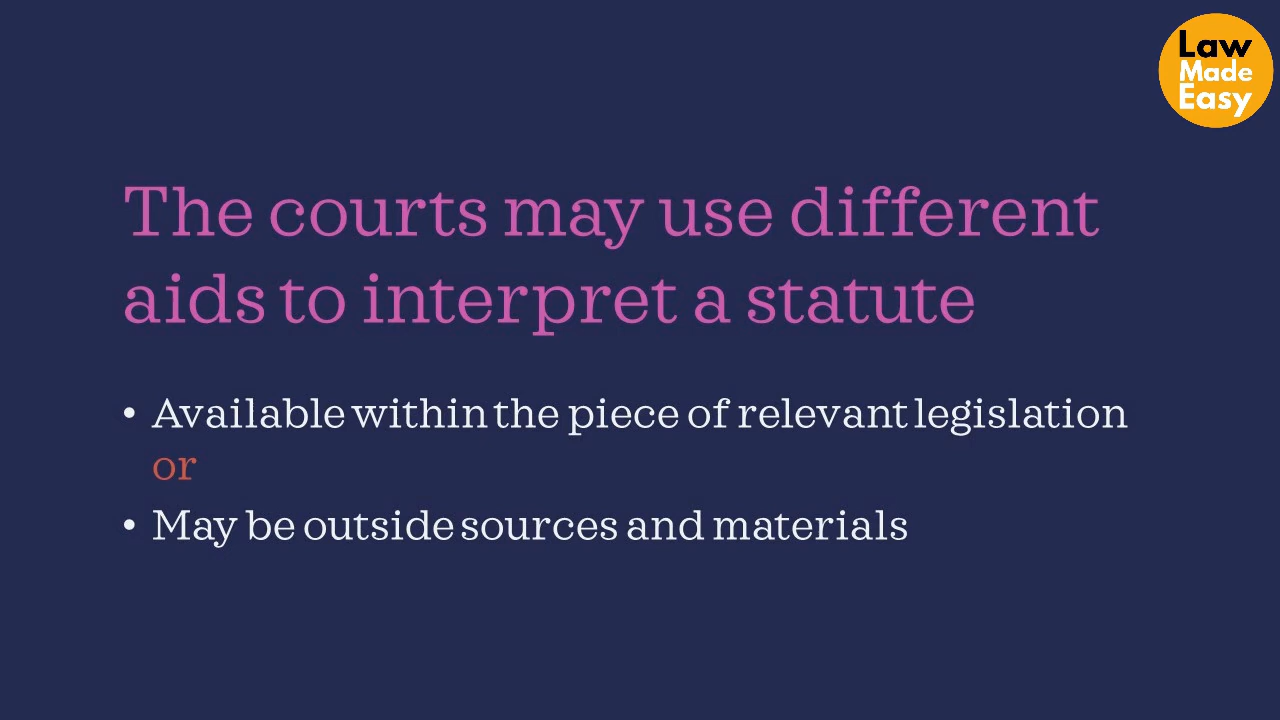 Law
Made
Easy
The courts may use different
aids to interpret a statute
• Available within the piece of relevant legislation
or
• May be outside sources and materials